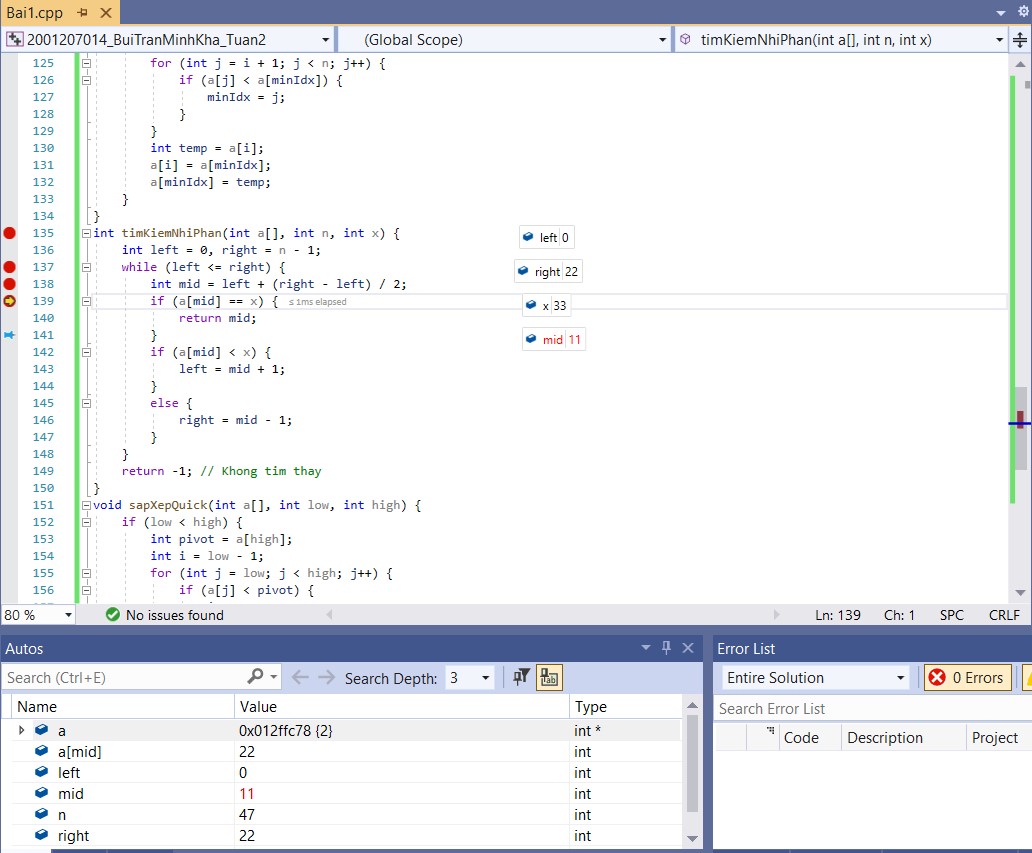 Bai1.cpp
2001207014_BuiTranMinhKha_Tuan2 (Global Scope) timKiemNhiPhan(int a[], int n, int x)
125 for (int j = i + 1; j < n; j++) {
126 if (a[j] < a[minIdx]) {
127 minIdx = j;
128 }
129 }
130 int temp = a[i];
131 a[i] = a[minIdx];
132 a[minIdx] = temp;
133 }
134 }
135 int timKiemNhiPhan(int a[], int n, int x) { left 0
136 int left = 0, right = n - 1;
137 while (left <= right) { right 22
138 int mid = left + (right - left) / 2;
139 if (a[mid] == x) { ≤ 1ms elapsed x 33
140 return mid;
141 } mid 11
142 if (a[mid] < x) {
143 left = mid + 1;
144 }
145 else {
146 right = mid - 1;
147 }
148 }
149 return -1; // Khong tim thay
150 }
151 void sapXepQuick(int a[], int low, int high) {
152 if (low < high) {
153 int pivot = a[high];
154 int i = low - 1;
155 for (int j = low; j < high; j++) {
156 if (a[j] < pivot) {
80 % No issues found Ln: 139 Ch: 1 SPC CRLF
Autos
Search (Ctrl+E) Search Depth: 3
Name Value Type
a 0x012ffc78 {2} int *
a[mid] 22 int
left 0 int
mid 11 int
n 47 int
right 22 int
Error List
Entire Solution 0 Errors
Search Error List
Code Description Project